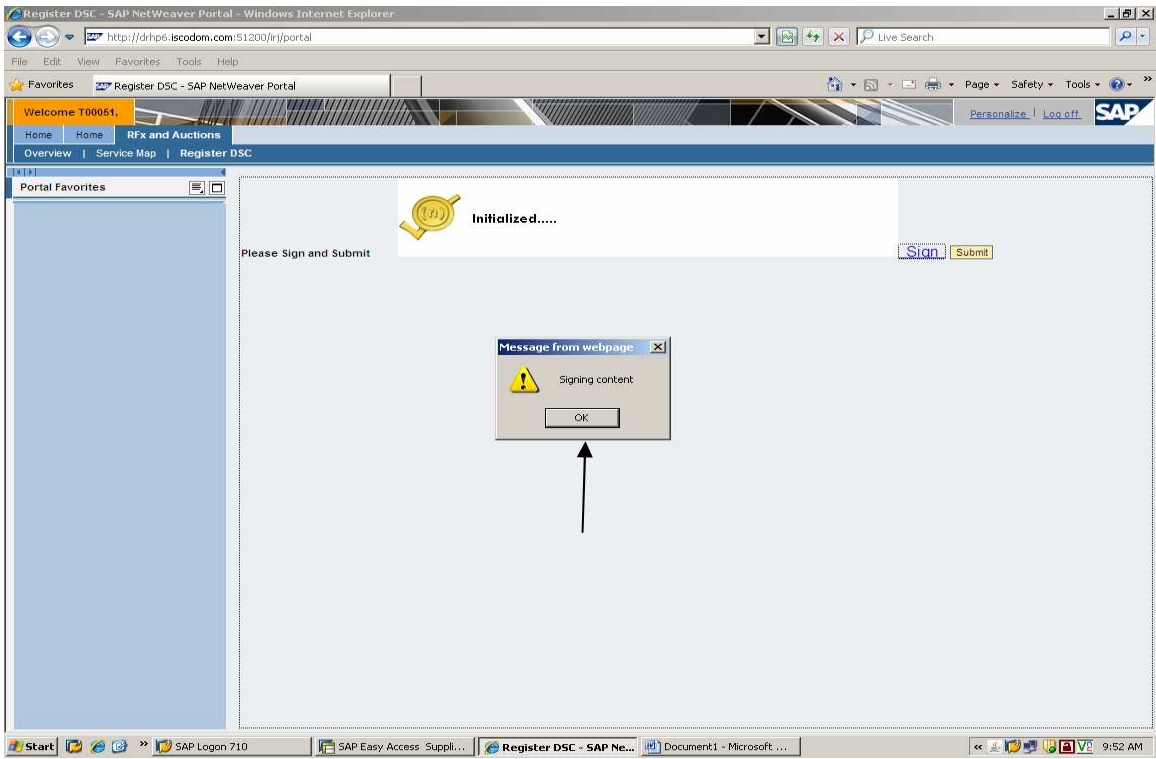 Register DSC - SAP NetWeaver Portal - Windows Internet Explorer
http://drhp6.iscodom.com:51200/irj/portal
Live Search
File Edit View Favorites Tools Help
Favorites Register DSC - SAP NetWeaver Portal Page Safety Tools
Welcome T00051, Personalize | Log off SAP
Home Home RFx and Auctions
Overview | Service Map | Register DSC
Portal Favorites
(n) Initialized.....
Please Sign and Submit Sign Submit
Message from webpage
Signing content
OK
Start SAP Logon 710 SAP Easy Access Suppli... Register DSC - SAP Ne... Document1 - Microsoft ... 9:52 AM